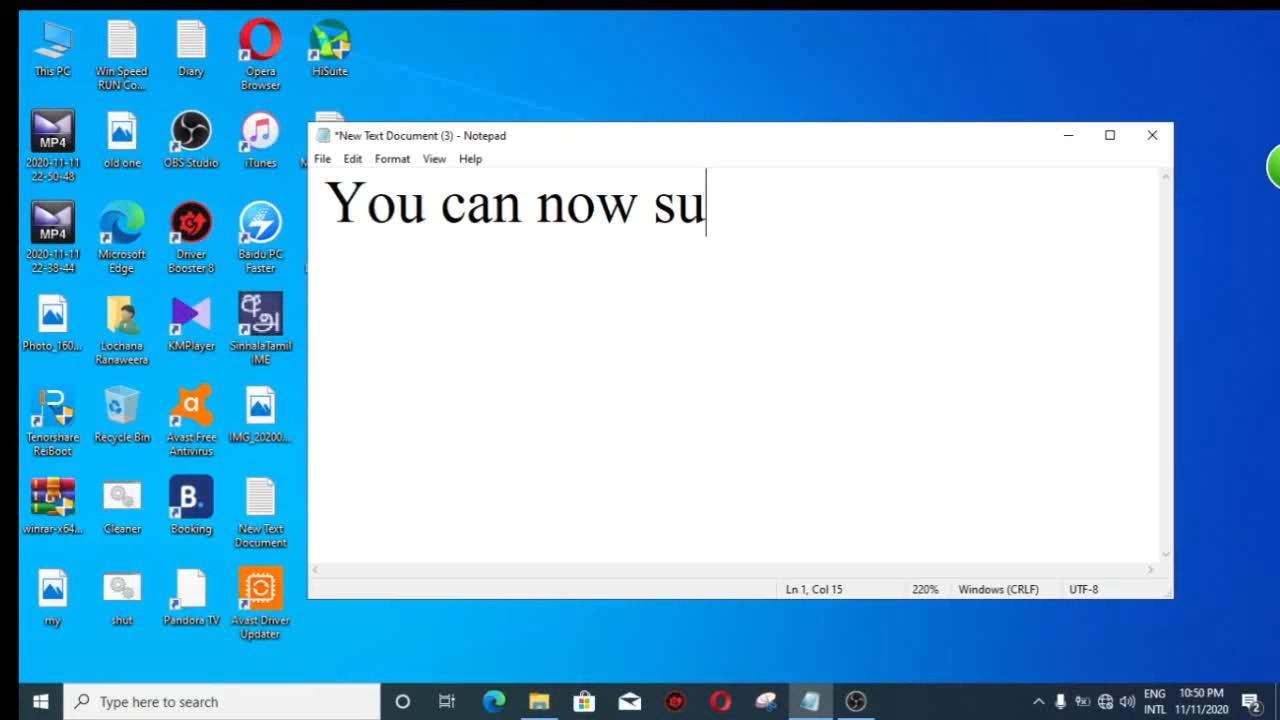 This PC
Win Speed
RUN Co...
Diary
Opera
Browser
HiSuite
MP4
2020-11-11
22-50-48
old one
OBS Studio
iTunes
MP4
2020-11-11
22-38-44
Microsoft
Edge
Driver
Booster 8
Baidu PC
Faster
Photo_160...
Lochana
Ranaweera
KMPlayer
අ
அ
SinhalaTamil
IME
Tenorshare
ReiBoot
Recycle Bin
a
Avast Free
Antivirus
IMG_20200...
winrar-x64...
Cleaner
B.
Booking
New Text
Document
my
shut
Pandora TV
Avast Driver
Updater
*New Text Document (3) - Notepad
File Edit Format View Help
You can now su
Ln 1, Col 15 220% Windows (CRLF) UTF-8
Type here to search
ENG
INTL
10:50 PM
11/11/2020
2